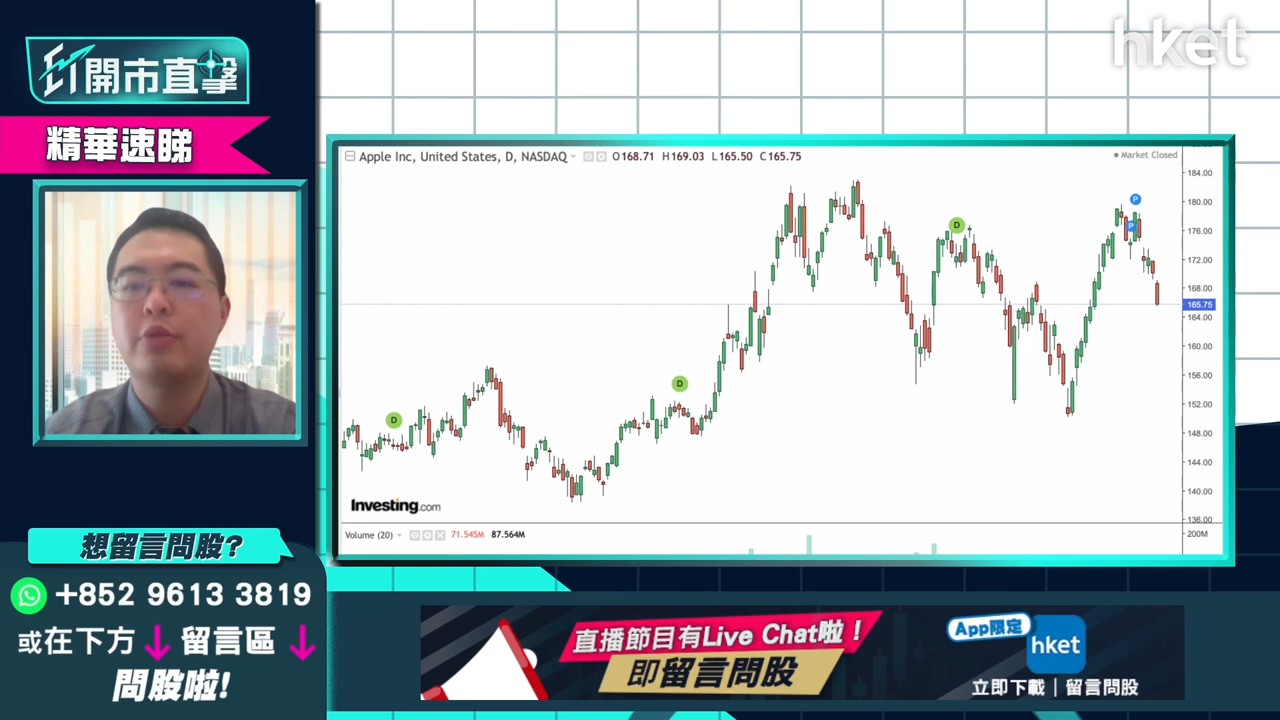 hket
ET開市直擊
精華速睇
Apple Inc, United States, D, NASDAQ O168.71 H169.03 L165.50 C165.75
Market Closed
184.00
180.00
176.00
172.00
168.00
165.75
164.00
160.00
156.00
152.00
148.00
144.00
140.00
136.00
P
P
D
D
D
Investing.com
Volume (20) 71.545M 87.564M
200M
想留言問股?
+852 9613 3819
或在下方 留言區
問股啦!
直播節目有Live Chat啦！
即留言問股
App限定
hket
立即下載｜留言問股